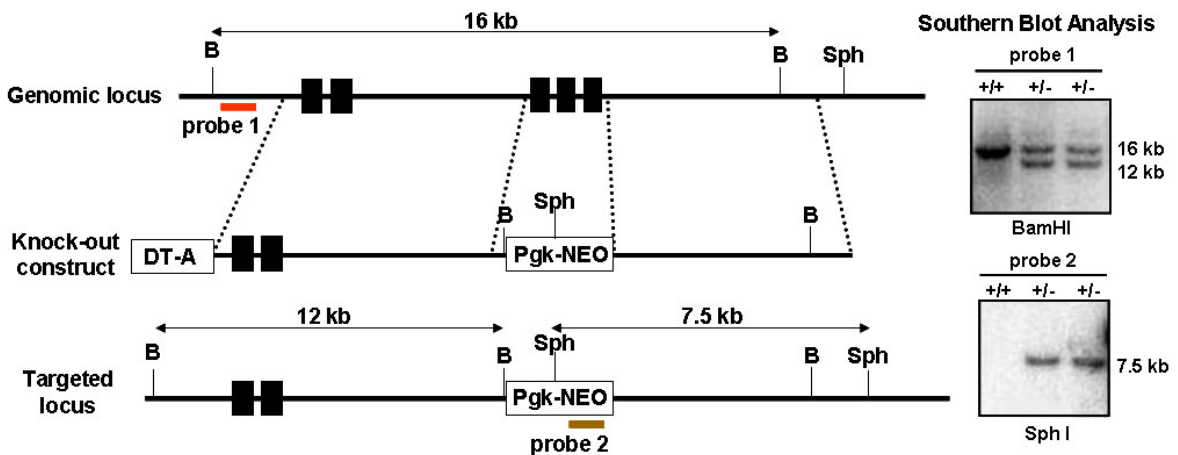 16 kb
B
B
Sph
Genomic locus
probe 1
Sph
B
B
Knock-out
construct
DT-A
Pgk-NEO
12 kb
7.5 kb
B
B
Sph
B
Sph
Targeted
locus
Pgk-NEO
probe 2
Southern Blot Analysis
probe 1
+/+ +/- +/-
16 kb
12 kb
BamHI
probe 2
+/+ +/- +/-
7.5 kb
Sph I